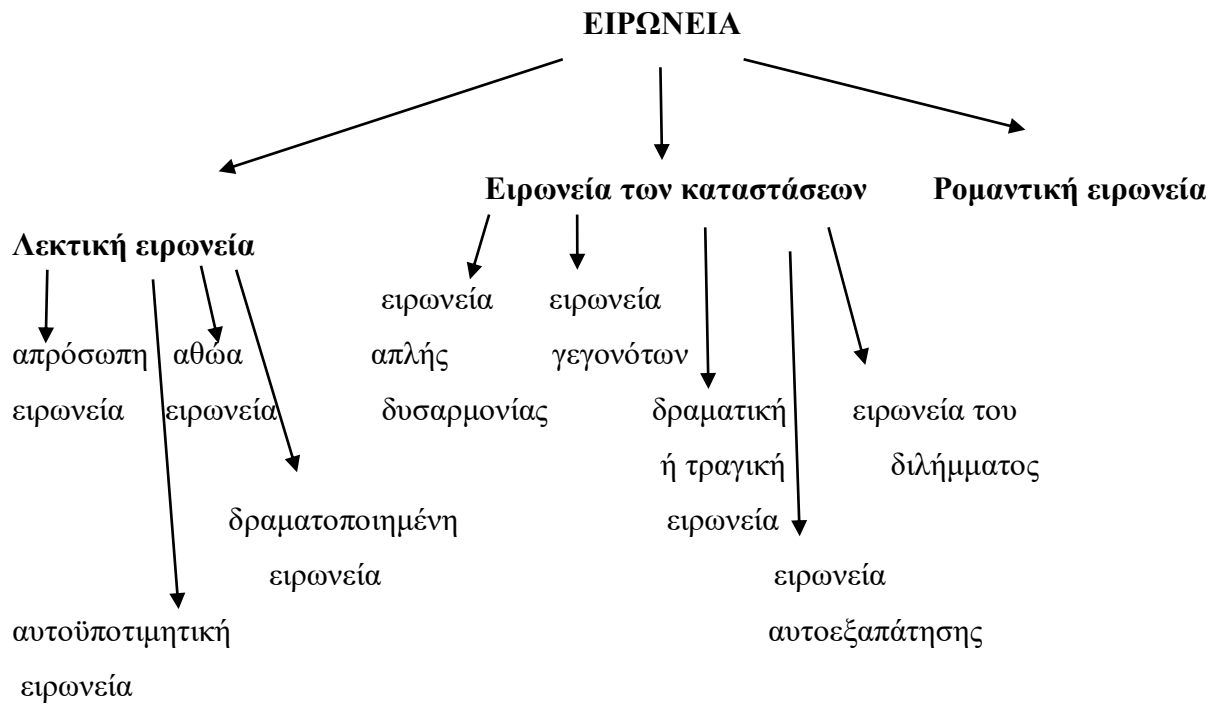 ΕΙΡΩΝΕΙΑ
Ειρωνεία των καταστάσεων
Ρομαντική ειρωνεία
Λεκτική ειρωνεία
απρόσωπη
ειρωνεία
αθώα
ειρωνεία
αυτοϋποτιμητική
ειρωνεία
δραματοποιημένη
ειρωνεία
ειρωνεία
απλής
δυσαρμονίας
ειρωνεία
γεγονότων
δραματική
ή τραγική
ειρωνεία
ειρωνεία
αυτοεξαπάτησης
ειρωνεία του
διλήμματος